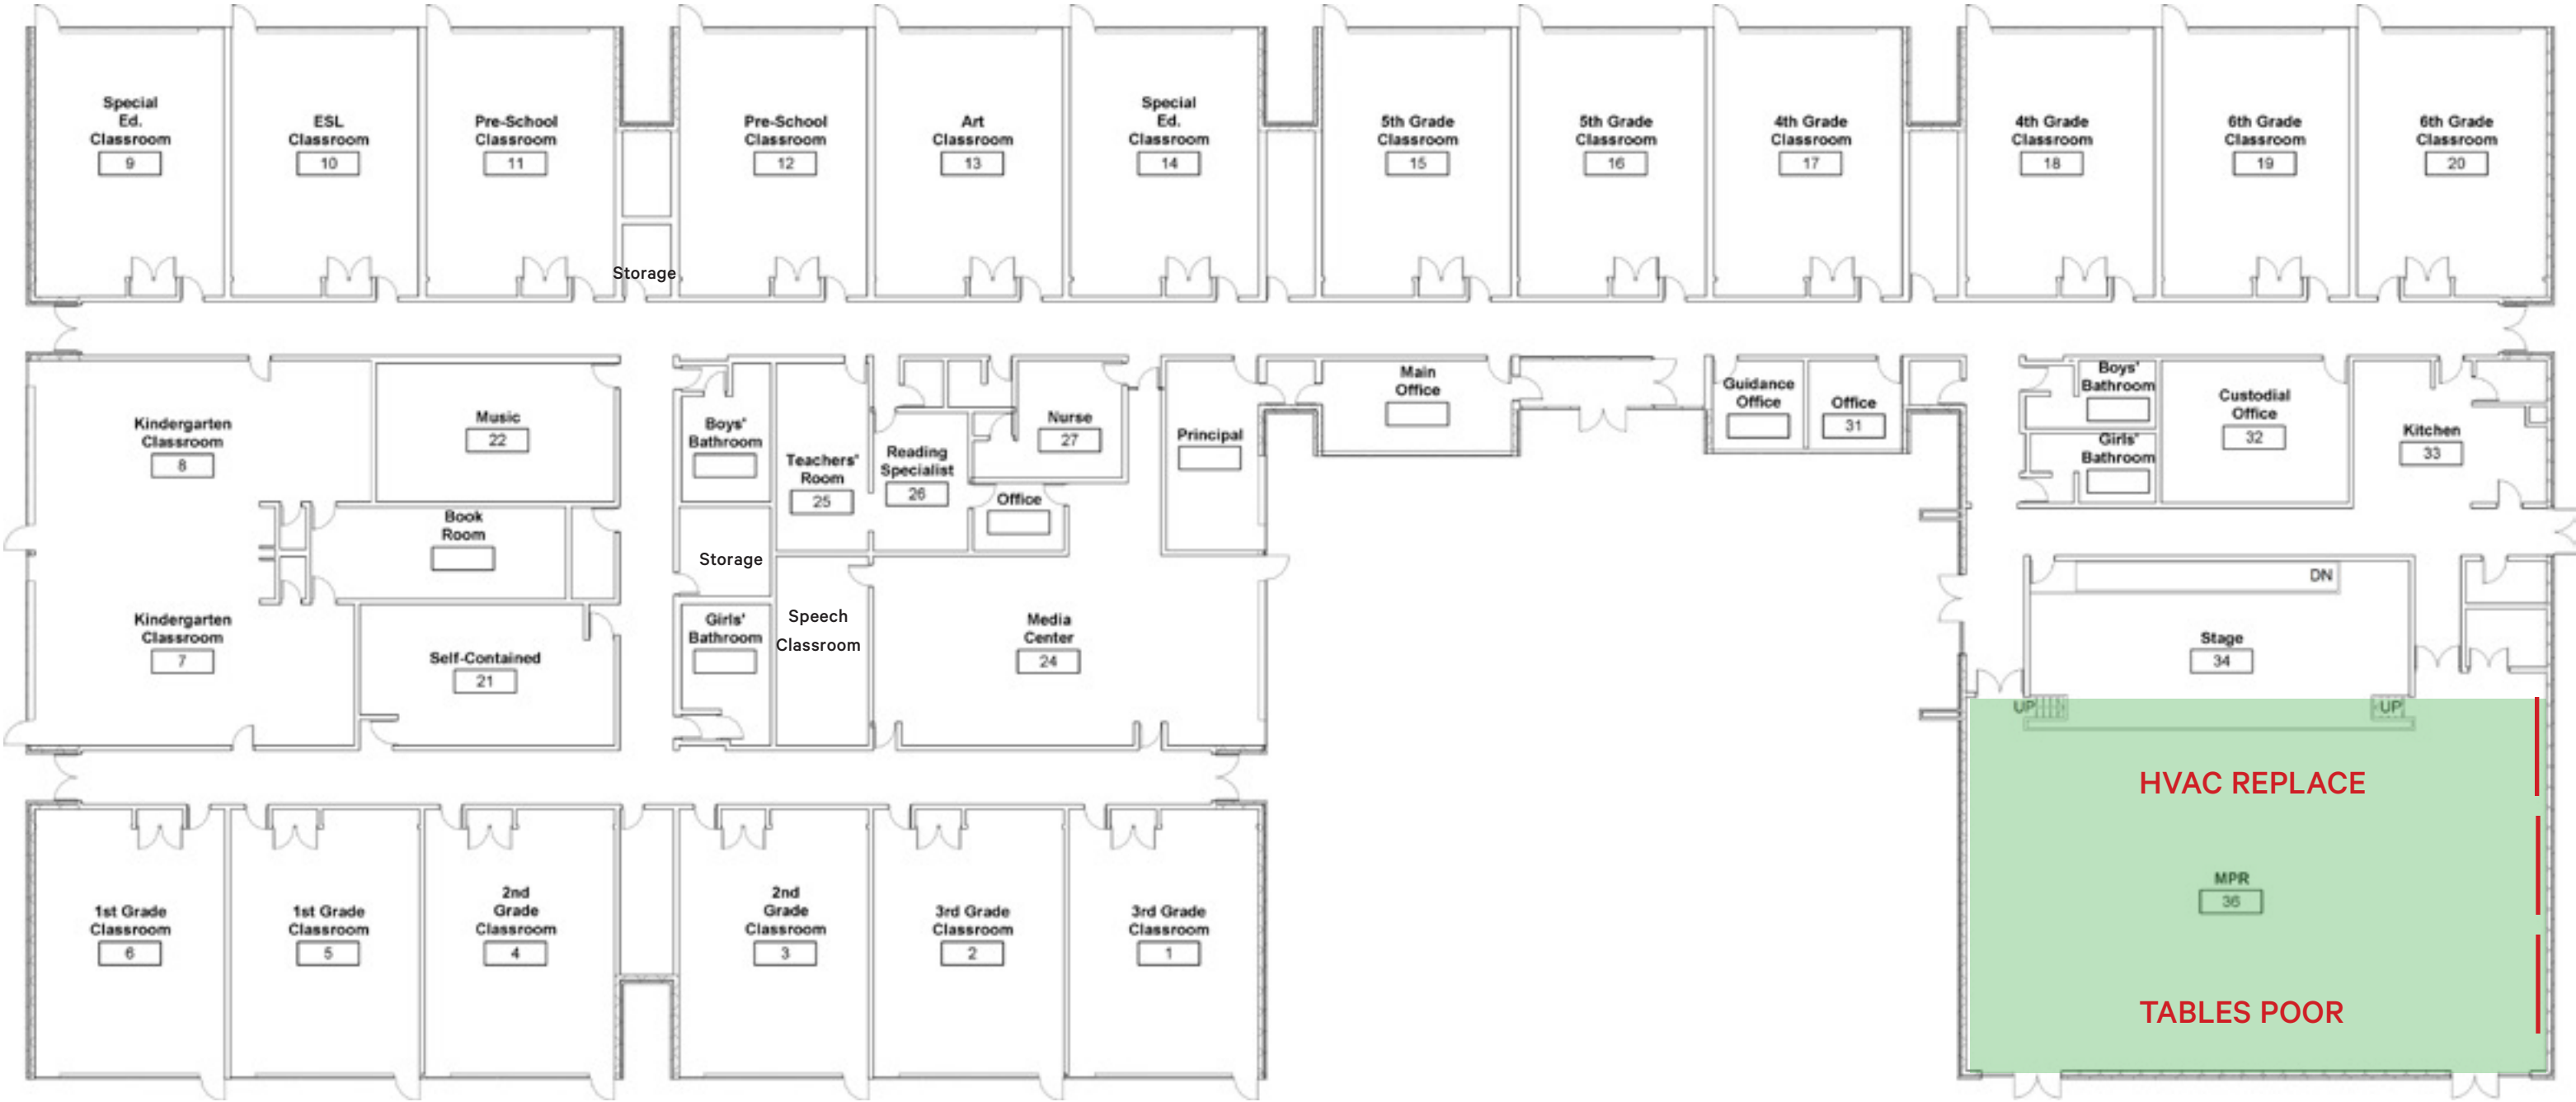 Special
Ed.
Classroom
9
ESL
Classroom
10
Pre-School
Classroom
11
Storage
Pre-School
Classroom
12
Art
Classroom
13
Special
Ed.
Classroom
14
5th Grade
Classroom
15
5th Grade
Classroom
16
4th Grade
Classroom
17
4th Grade
Classroom
18
6th Grade
Classroom
19
6th Grade
Classroom
20
Kindergarten
Classroom
8
Music
22
Book
Room
Kindergarten
Classroom
7
Self-Contained
21
Boys'
Bathroom
Storage
Girls'
Bathroom
Teachers'
Room
25
Speech
Classroom
Reading
Specialist
26
Nurse
27
Office
Principal
Media
Center
24
Main
Office
Guidance
Office
Office
31
Boys'
Bathroom
Girls'
Bathroom
Custodial
Office
32
Kitchen
33
DN
Stage
34
UP
UP
HVAC REPLACE
MPR
36
TABLES POOR
1st Grade
Classroom
6
1st Grade
Classroom
5
2nd
Grade
Classroom
4
2nd
Grade
Classroom
3
3rd Grade
Classroom
2
3rd Grade
Classroom
1